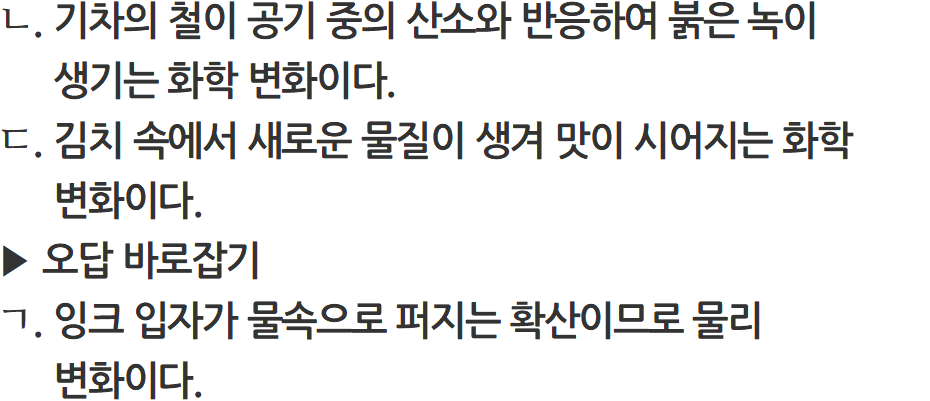 ㄴ. 기차의 철이 공기 중의 산소와 반응하여 붉은 녹이
생기는 화학 변화이다.
ㄷ. 김치 속에서 새로운 물질이 생겨 맛이 시어지는 화학
변화이다.
▶ 오답 바로잡기
ㄱ. 잉크 입자가 물속으로 퍼지는 확산이므로 물리
변화이다.